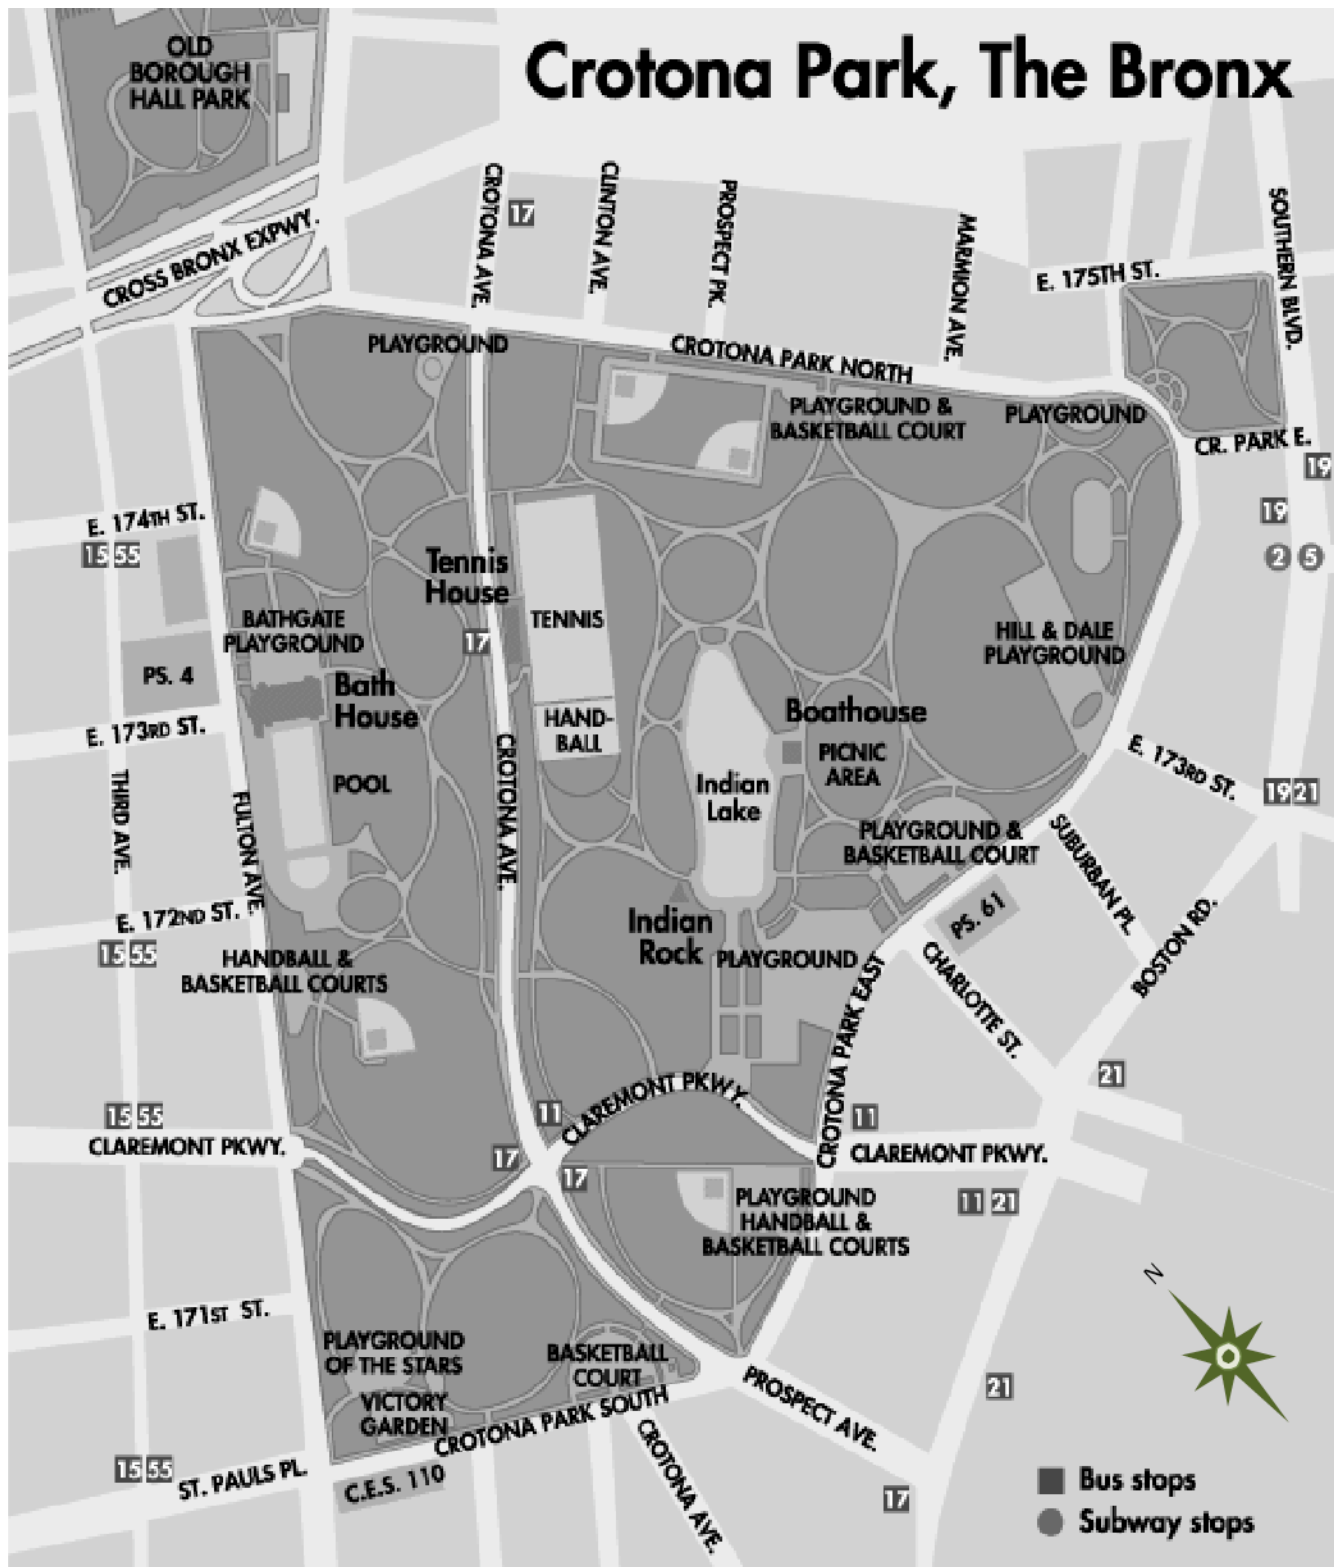 Crotona Park, The Bronx
OLD
BOROUGH
HALL PARK
CROSS BRONX EXPWY.
CROTONA AVE.
17
CLINTON AVE.
PROSPECT PK.
MARMION AVE.
E. 175TH ST.
SOUTHERN BLVD.
PLAYGROUND
CROTONA PARK NORTH
PLAYGROUND &
BASKETBALL COURT
PLAYGROUND
CR. PARK E.
19
19
2 5
E. 174TH ST.
15 55
Tennis
House
TENNIS
17
BATHGATE
PLAYGROUND
HILL & DALE
PLAYGROUND
PS. 4
Bath
House
HAND-
BALL
Boathouse
PICNIC
AREA
E. 173RD ST.
E. 173RD ST.
19 21
THIRD AVE.
FULTON AVE.
POOL
CROTONA AVE.
Indian
Lake
PLAYGROUND &
BASKETBALL COURT
SUBURBAN PL.
PS. 61
BOSTON RD.
E. 172ND ST.
15 55
HANDBALL &
BASKETBALL COURTS
Indian
Rock
PLAYGROUND
CROTONA PARK EAST
CHARLOTTE ST.
21
15 55
CLAREMONT PKWY.
11
CLAREMONT PKWY.
11
CLAREMONT PKWY.
17
17
11 21
PLAYGROUND
HANDBALL &
BASKETBALL COURTS
N
E. 171ST ST.
PLAYGROUND
OF THE STARS
BASKETBALL
COURT
VICTORY
GARDEN
CROTONA PARK SOUTH
PROSPECT AVE.
21
CROTONA AVE.
15 55
ST. PAULS PL.
C.E.S. 110
17
Bus stops
Subway stops